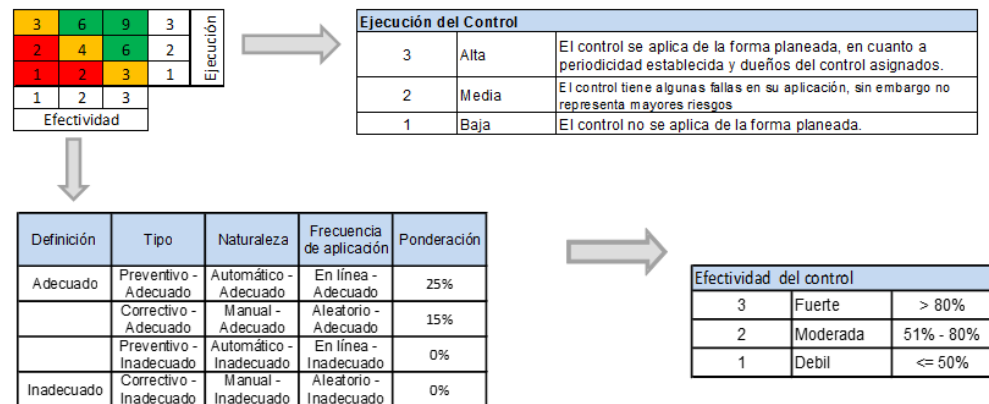 3 6 9 3
2 4 6 2
1 2 3 1
Ejecución
1 2 3
Efectividad
Ejecución del Control
3 Alta El control se aplica de la forma planeada, en cuanto a
periodicidad establecida y dueños del control asignados.
2 Media El control tiene algunas fallas en su aplicación, sin embargo no
representa mayores riesgos
1 Baja El control no se aplica de la forma planeada.
Definición Tipo Naturaleza Frecuencia
de aplicación Ponderación
Adecuado Preventivo - Automático - En línea - 25%
Adecuado Adecuado Adecuado
Correctivo - Manual - Aleatorio - 15%
Adecuado Adecuado Adecuado
Preventivo - Automático - En línea - 0%
Inadecuado Inadecuado Inadecuado
Inadecuado Correctivo - Manual - Aleatorio - 0%
Inadecuado Inadecuado Inadecuado
Efectividad del control
3 Fuerte > 80%
2 Moderada 51% - 80%
1 Debil <= 50%